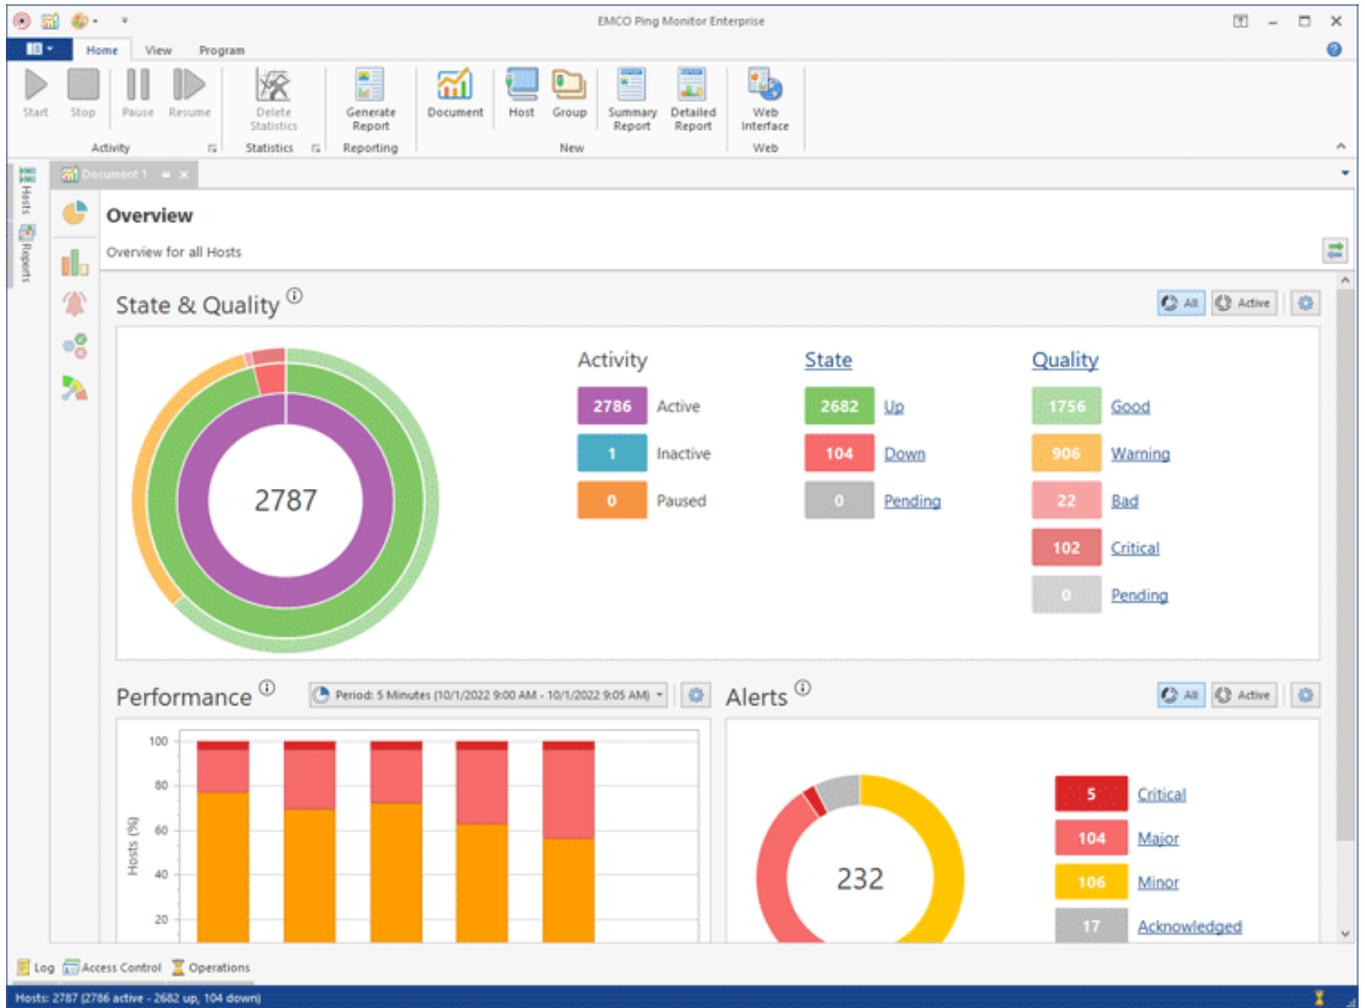 EMCO Ping Monitor Enterprise
Home View Program
Start Stop Pause Resume Delete Statistics Generate Report Document Host Group Summary Report Detailed Report Web Interface
Activity Statistics Reporting New Web
Hosts
Reports
Document 1
Overview
Overview for all Hosts
State & Quality
All Active
2787
Activity
2786 Active
1 Inactive
0 Paused
State
2682 Up
104 Down
0 Pending
Quality
1756 Good
906 Warning
22 Bad
102 Critical
0 Pending
Performance
Period: 5 Minutes (10/1/2022 9:00 AM - 10/1/2022 9:05 AM)
Hosts (%)
100
80
60
40
20
Alerts
All Active
232
5 Critical
104 Major
106 Minor
17 Acknowledged
Log Access Control Operations
Hosts: 2787 (2786 active - 2682 up, 104 down)